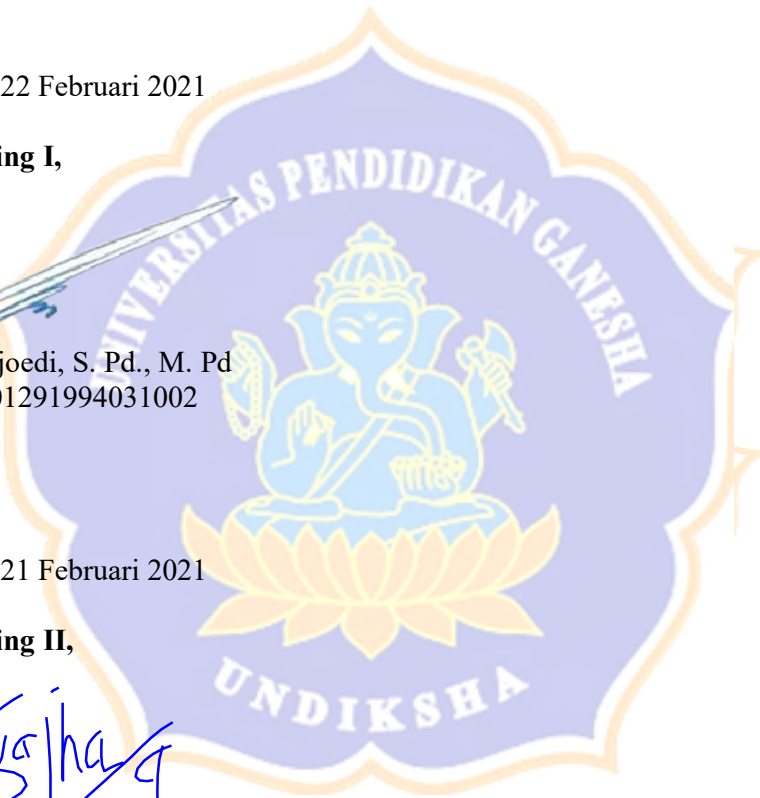 22 Februari 2021
ing I,
UNIVERSITAS PENDIDIKAN GANESHA
joedi, S. Pd., M. Pd
01291994031002
21 Februari 2021
ing II,
UNDIKSHA